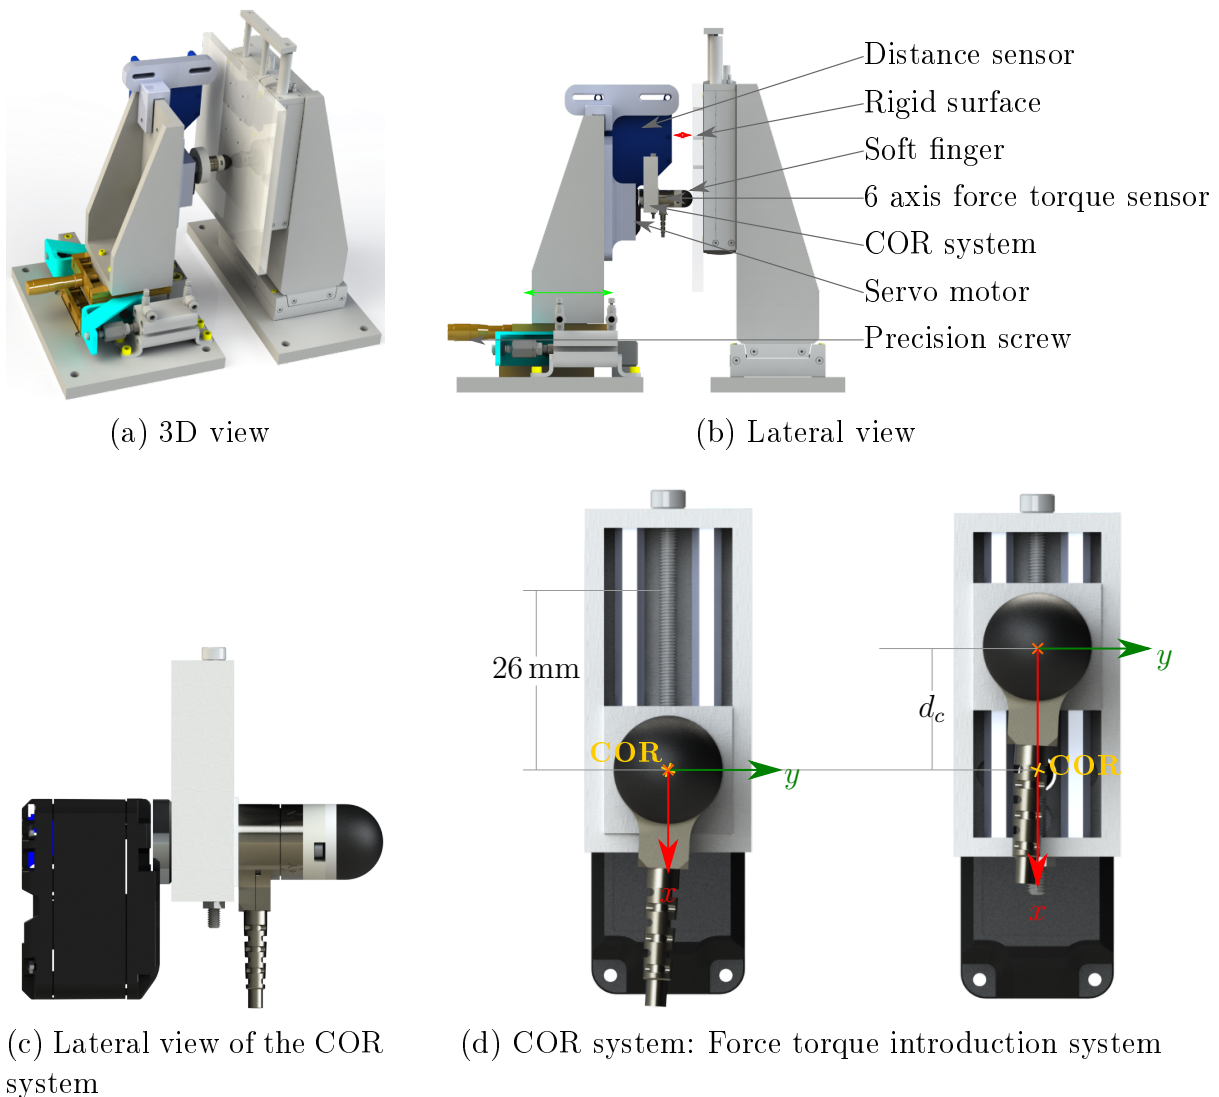 Distance sensor
Rigid surface
Soft finger
6 axis force torque sensor
COR system
Servo motor
Precision screw
(a) 3D view
(b) Lateral view
26 mm
COR
y
x
d_c
y
COR
x
(c) Lateral view of the COR
system
(d) COR system: Force torque introduction system